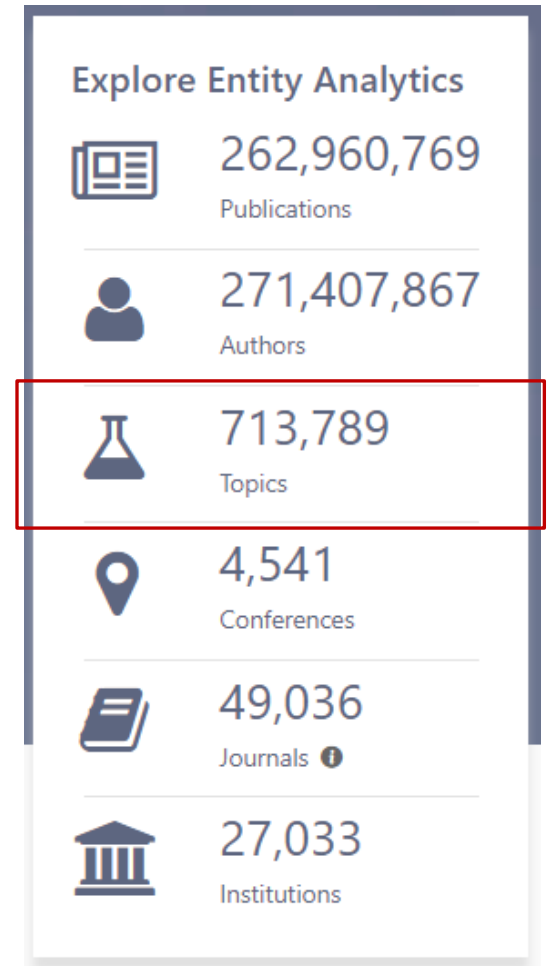 Explore Entity Analytics
262,960,769
Publications
271,407,867
Authors
713,789
Topics
4,541
Conferences
49,036
Journals
27,033
Institutions